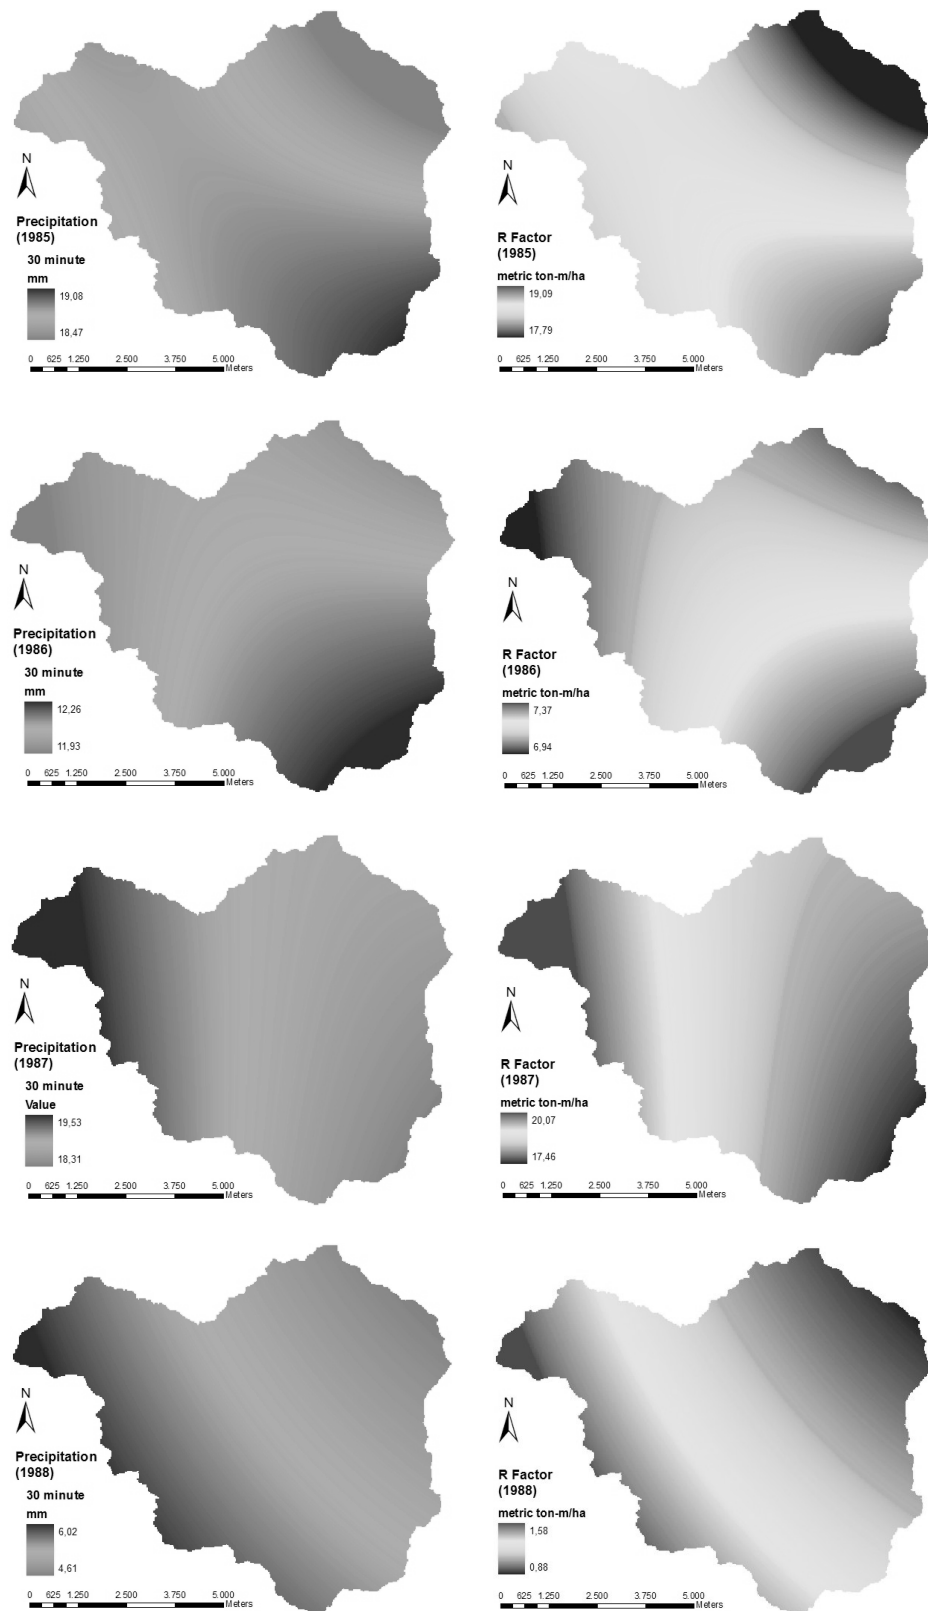 N
Precipitation
(1985)
30 minute
mm
19,08
18,47
0 625 1.250 2.500 3.750 5.000
Meters
N
R Factor
(1985)
metric ton-m/ha
19,09
17,79
0 625 1.250 2.500 3.750 5.000
Meters
N
Precipitation
(1986)
30 minute
mm
12,26
11,93
0 625 1.250 2.500 3.750 5.000
Meters
N
R Factor
(1986)
metric ton-m/ha
7,37
6,94
0 625 1.250 2.500 3.750 5.000
Meters
N
Precipitation
(1987)
30 minute
Value
19,53
18,31
0 625 1.250 2.500 3.750 5.000
Meters
N
R Factor
(1987)
metric ton-m/ha
20,07
17,46
0 625 1.250 2.500 3.750 5.000
Meters
N
Precipitation
(1988)
30 minute
mm
6,02
4,61
0 625 1.250 2.500 3.750 5.000
Meters
N
R Factor
(1988)
metric ton-m/ha
1,58
0,88
0 625 1.250 2.500 3.750 5.000
Meters